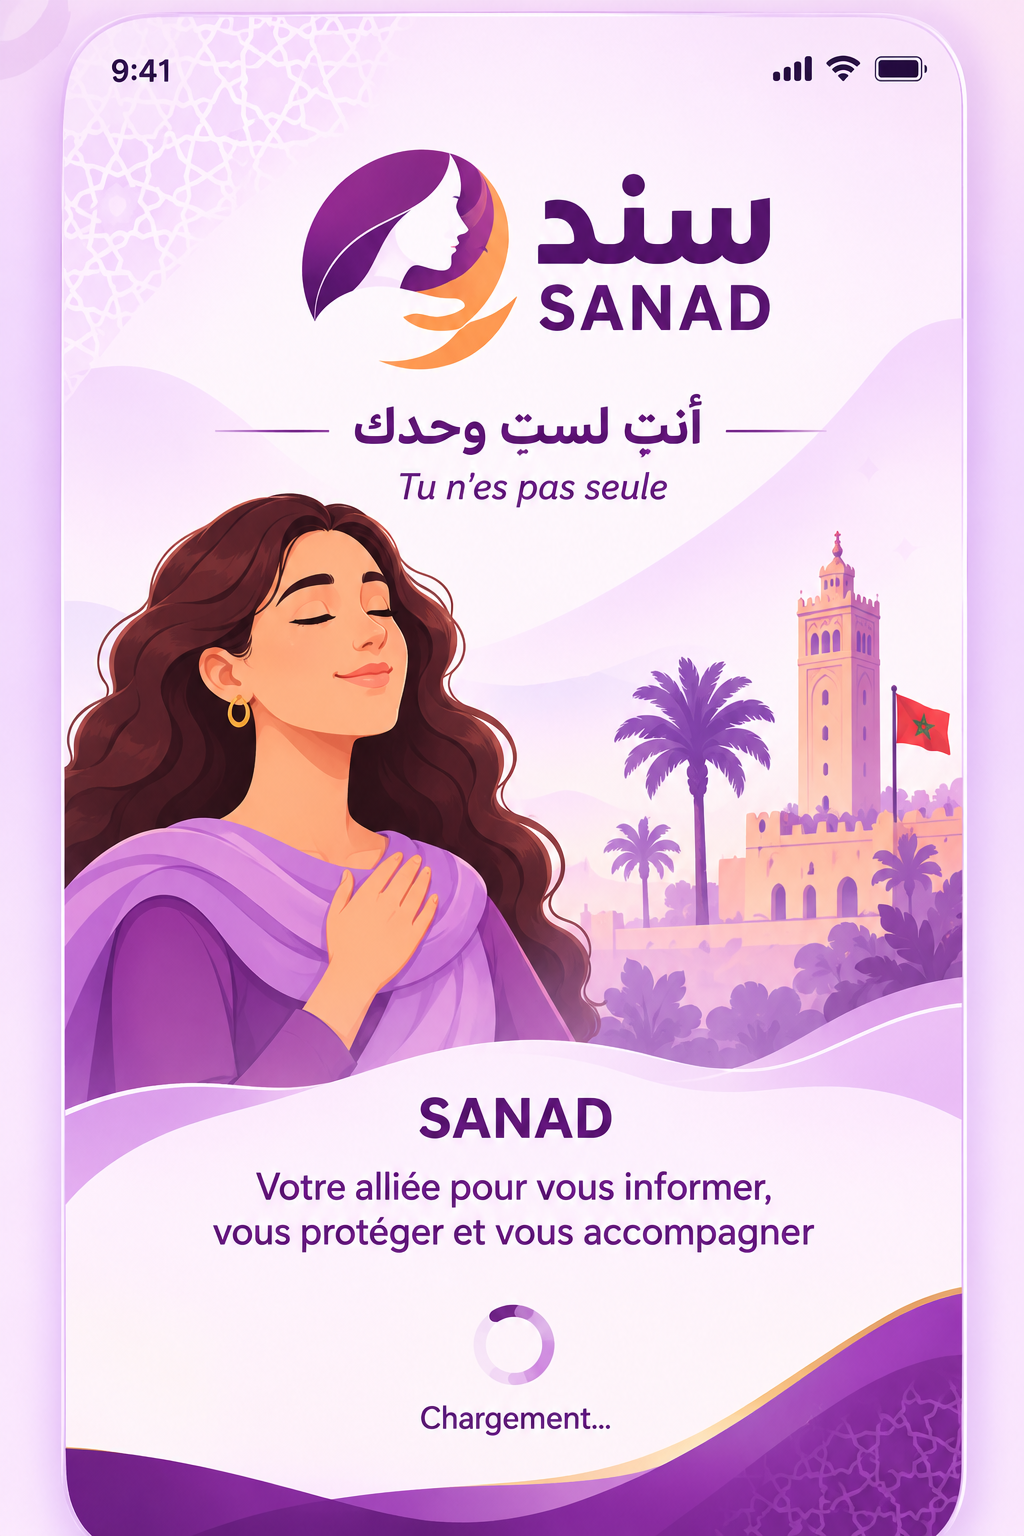 9:41
سند
SANAD
أنتِ لستِ وحدك
Tu n'es pas seule
SANAD
Votre alliée pour vous informer,
vous protéger et vous accompagner
Chargement...